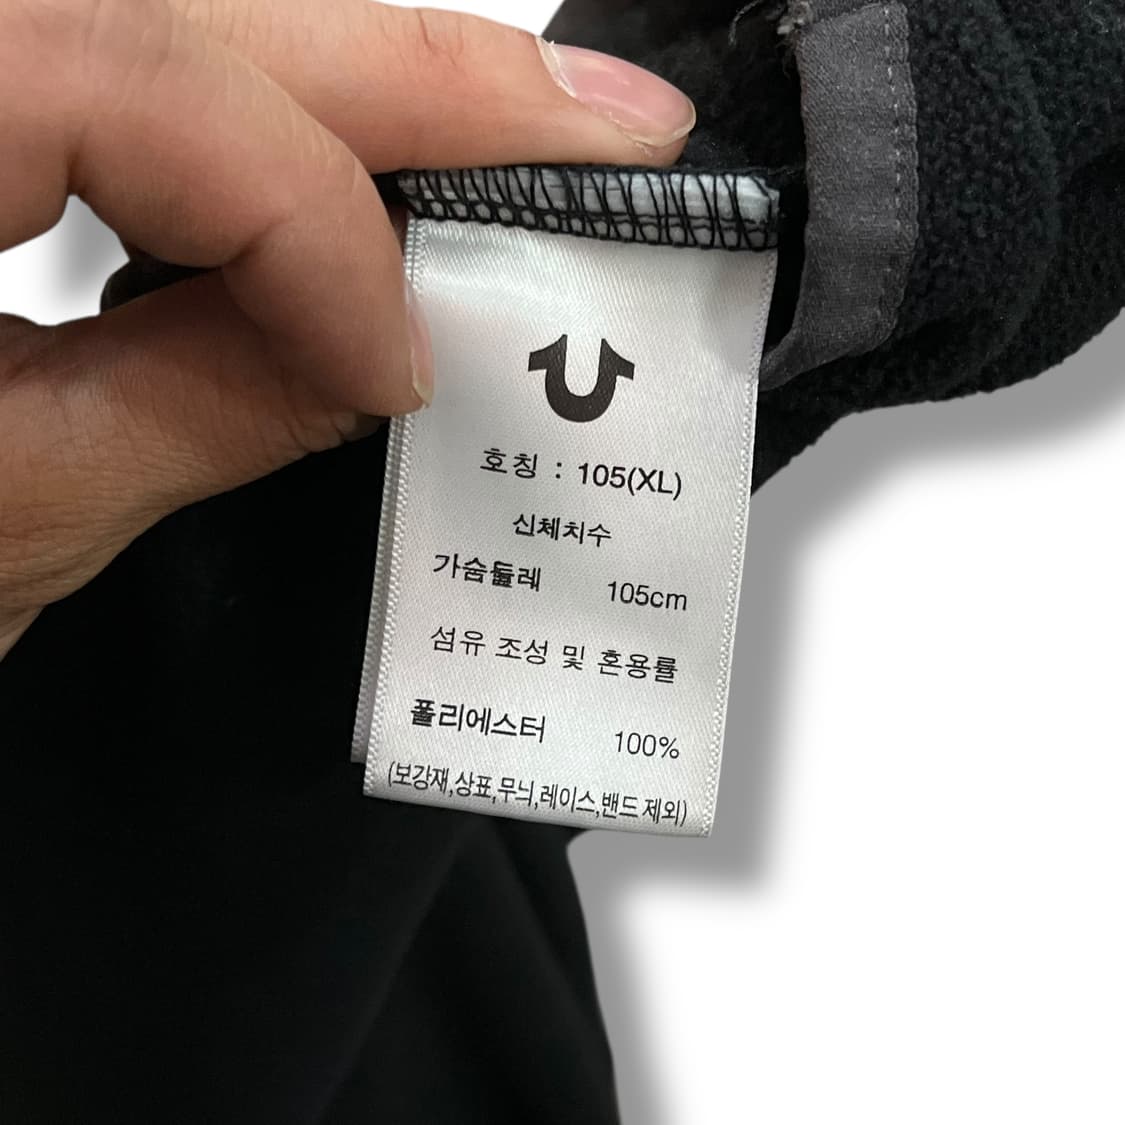 호칭 : 105(XL)
신체치수
가슴둘레 105cm
섬유 조성 및 혼용률
폴리에스터 100%
(보강재,상표,무늬,레이스,밴드 제외)